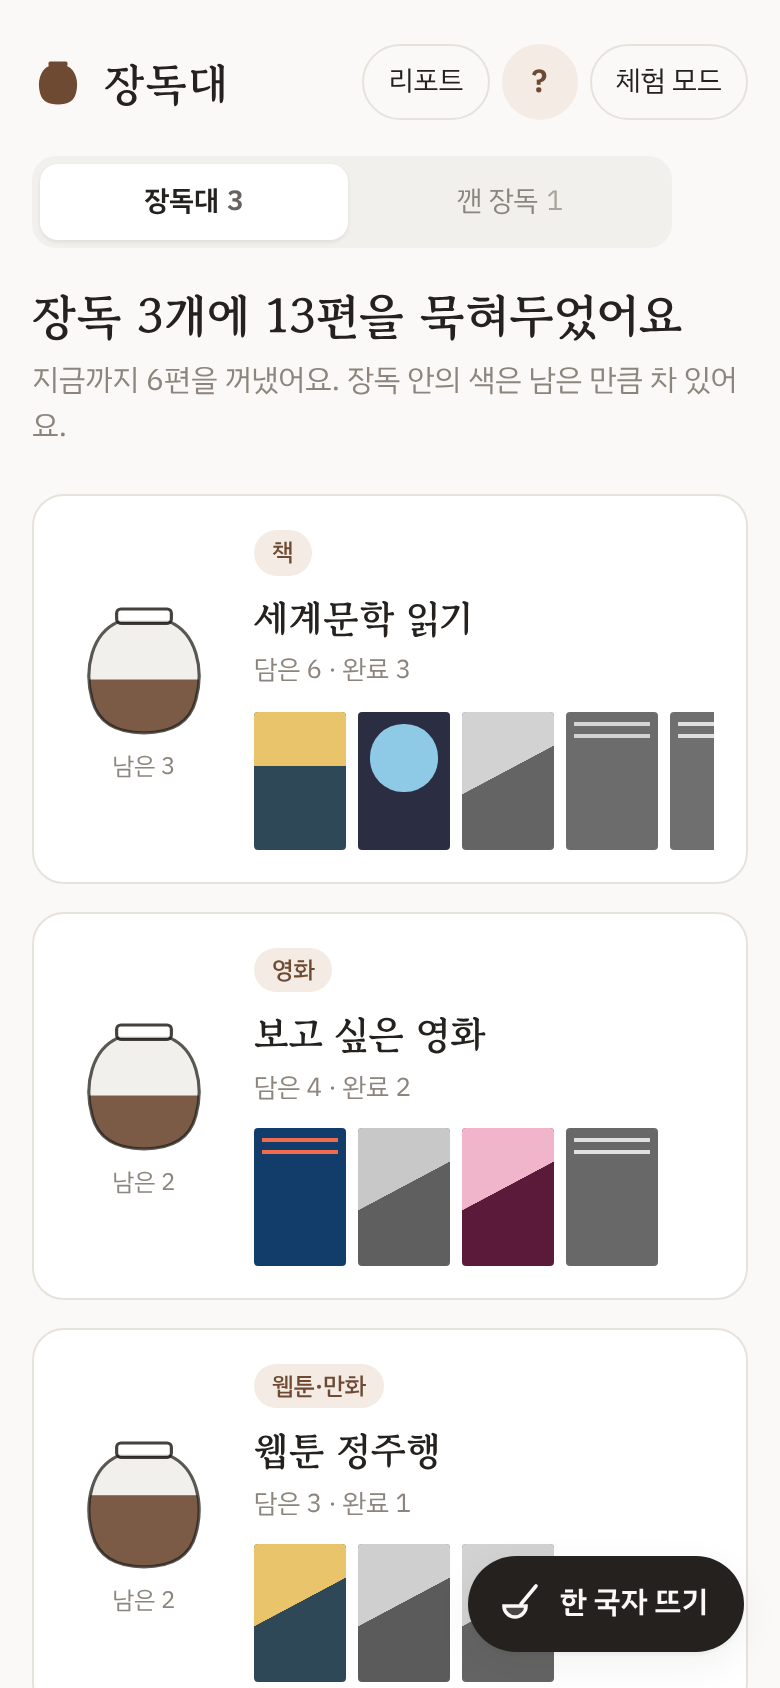 장독대
리포트
?
체험 모드
장독대 3
깬 장독 1
장독 3개에 13편을 묵혀두었어요
지금까지 6편을 꺼냈어요. 장독 안의 색은 남은 만큼 차 있어
요.
책
세계문학 읽기
담은 6 · 완료 3
남은 3
영화
보고 싶은 영화
담은 4 · 완료 2
남은 2
웹툰·만화
웹툰 정주행
담은 3 · 완료 1
남은 2
한 국자 뜨기